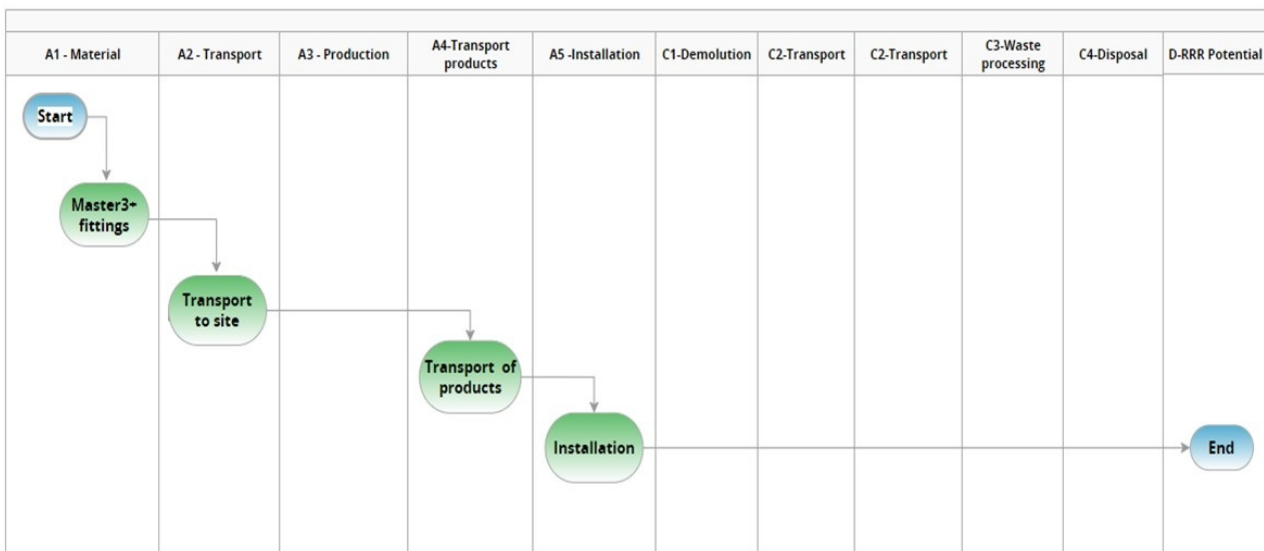 A1 - Material
A2 - Transport
A3 - Production
A4-Transport
products
A5 -Installation
C1-Demolution
C2-Transport
C2-Transport
C3-Waste
processing
C4-Disposal
D-RRR Potential
Start
Master3+
fittings
Transport
to site
Transport of
products
Installation
End